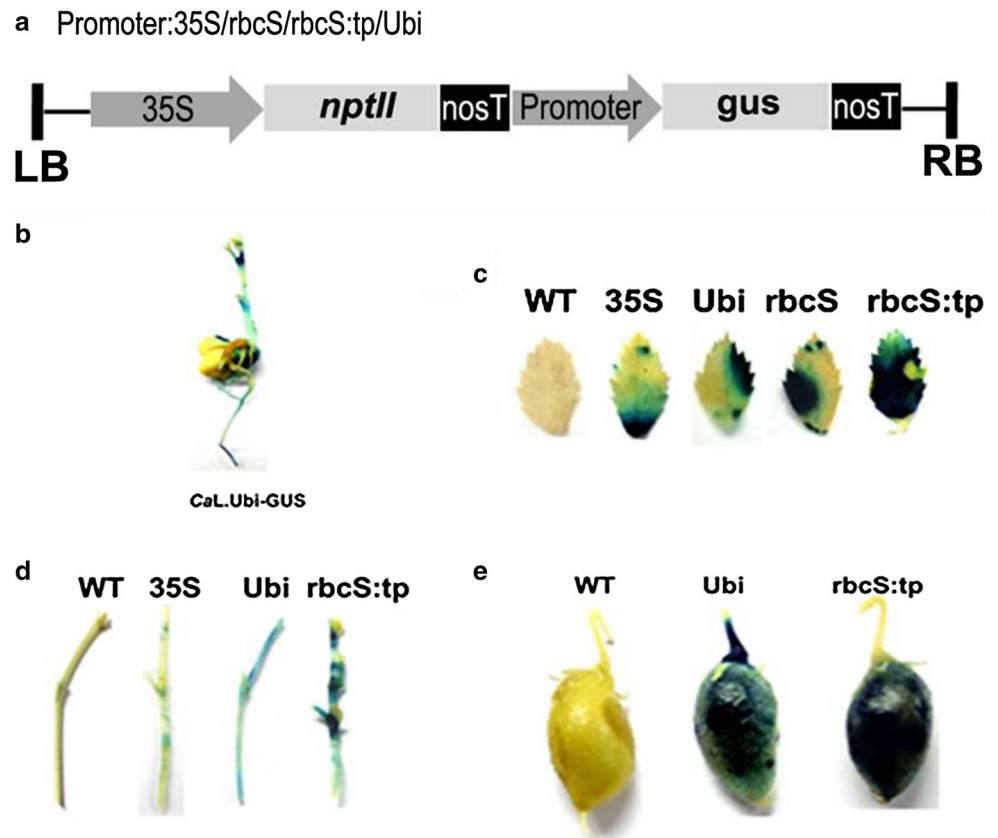 a Promoter:35S/rbcS/rbcS:tp/Ubi
35S nptII nosT Promoter gus nosT
LB RB
b
CaL.Ubi-GUS
c
WT 35S Ubi rbcS rbcS:tp
d
WT 35S Ubi rbcS:tp
e
WT Ubi rbcS:tp